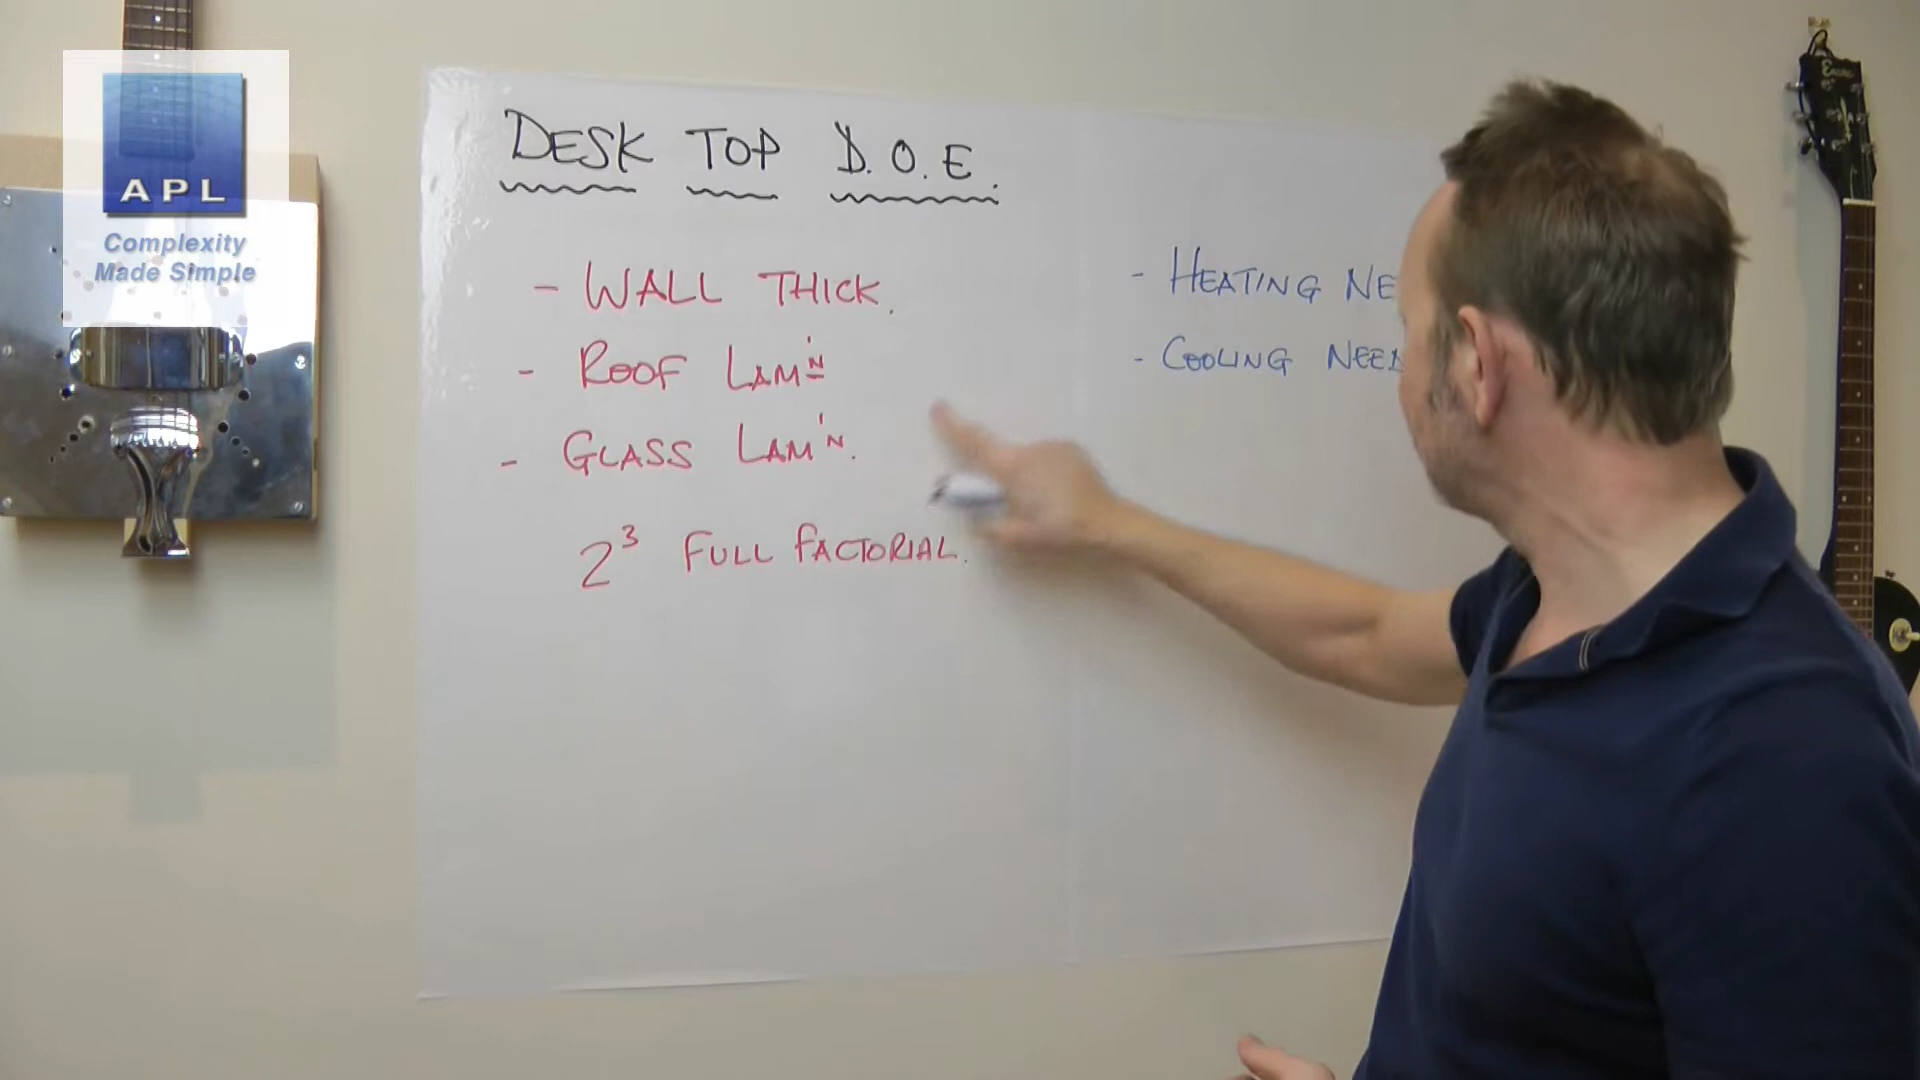 APL
Complexity
Made Simple
DESK TOP D.O.E.
- WALL THICK.
- ROOF LAM'N
- GLASS LAM'N.
2³ FULL FACTORIAL.
- HEATING
- COOLING